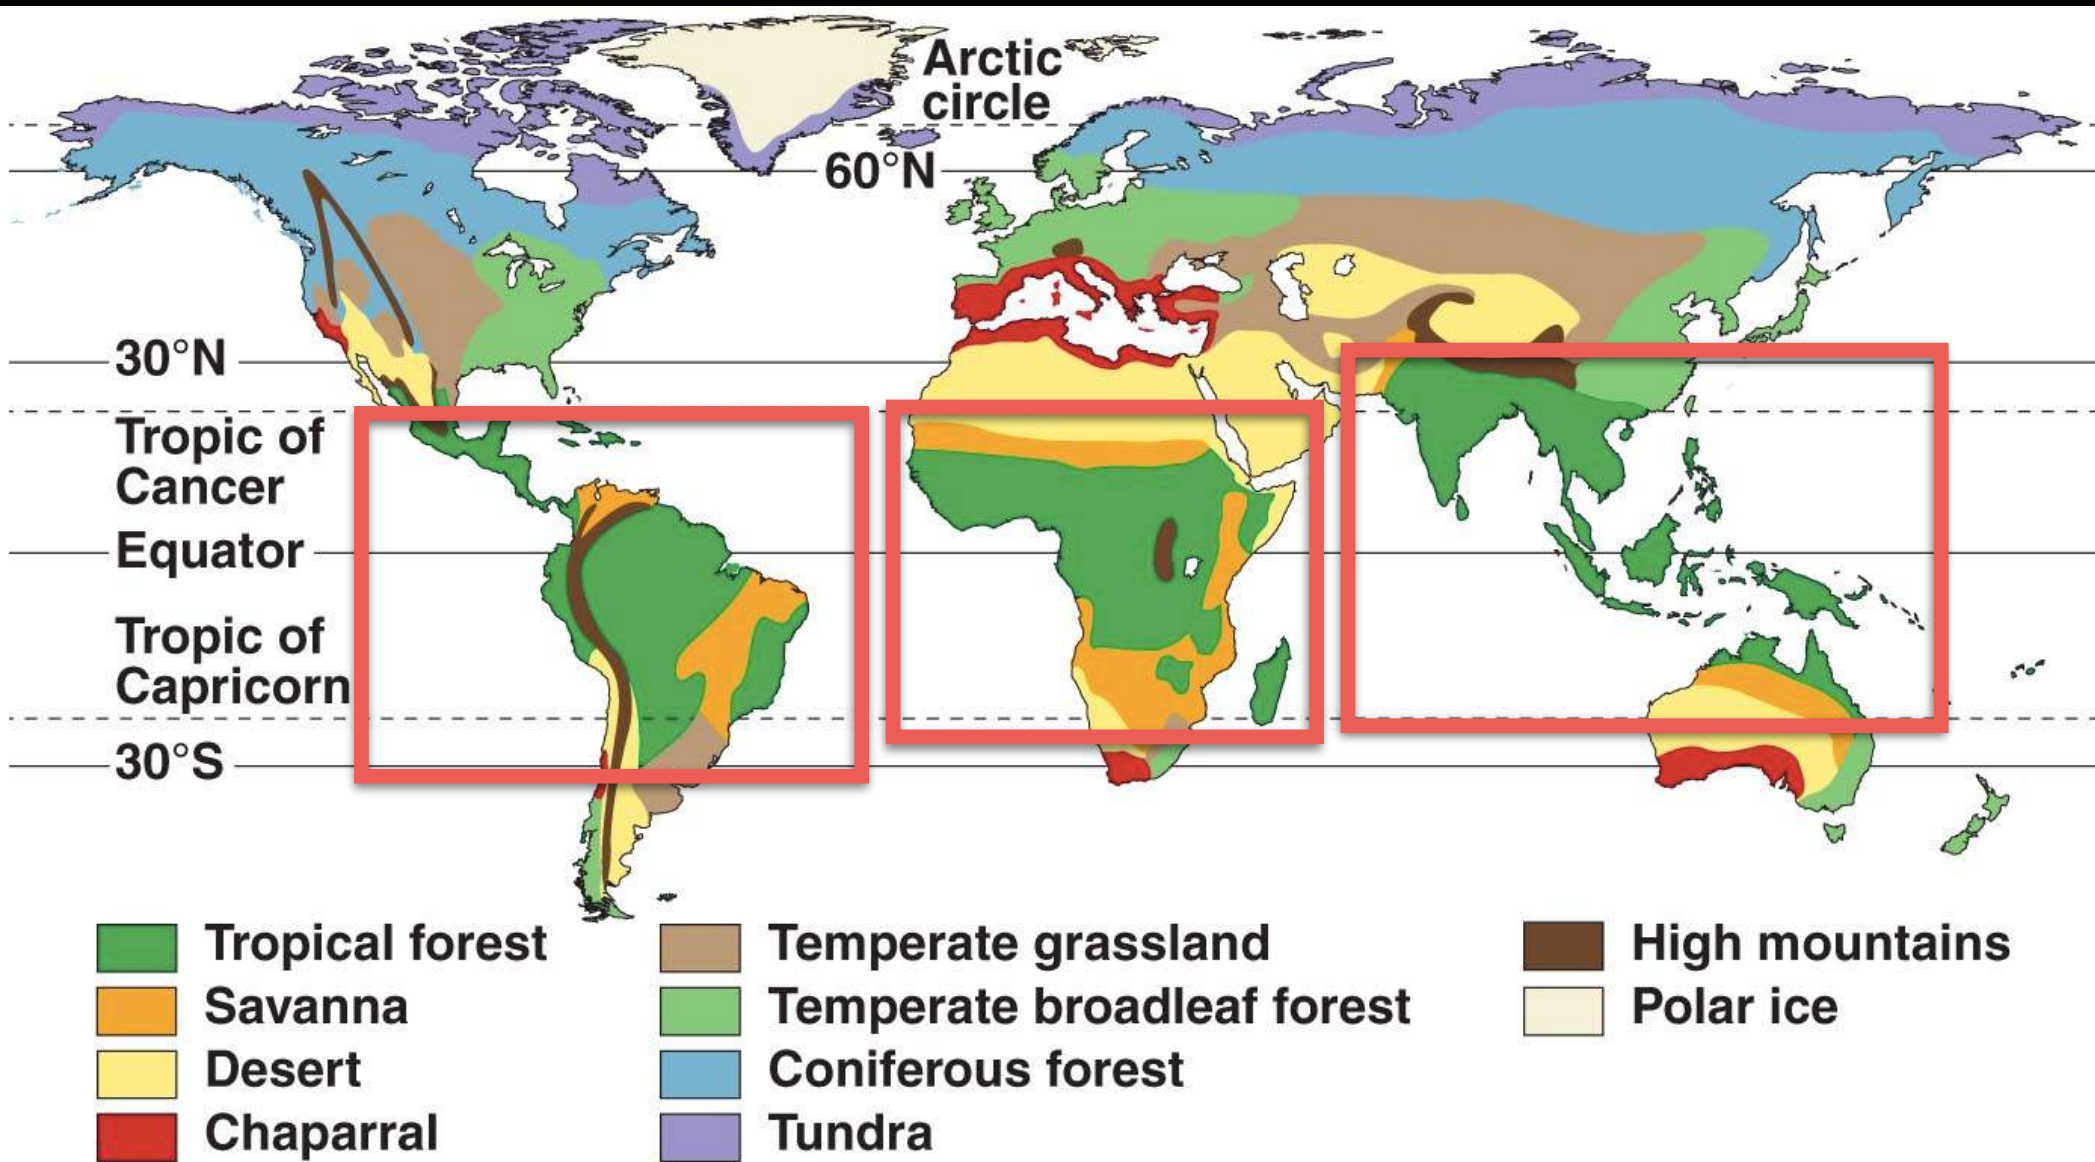 Arctic
circle
60°N
30°N
Tropic of
Cancer
Equator
Tropic of
Capricorn
30°S
Tropical forest
Savanna
Desert
Chaparral
Temperate grassland
Temperate broadleaf forest
Coniferous forest
Tundra
High mountains
Polar ice